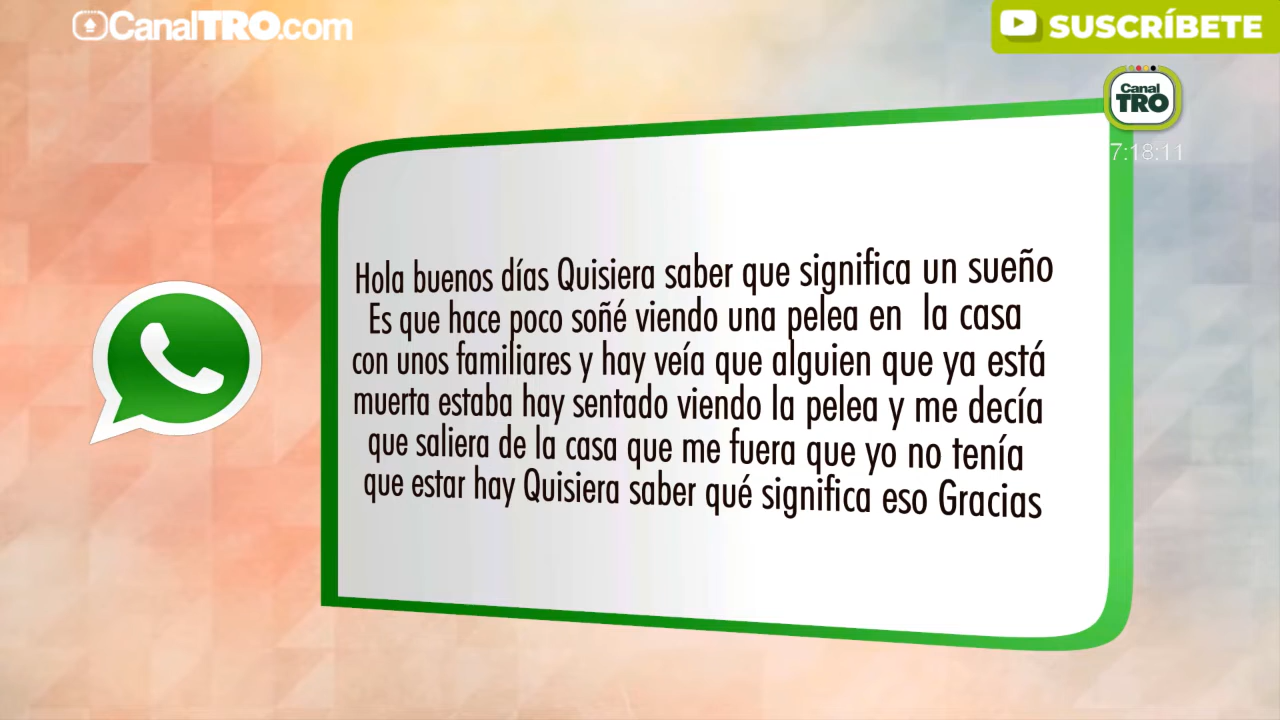 CanalTRO.com
SUSCRÍBETE
Canal
TRO
7:18:11
Hola buenos días Quisiera saber que significa un sueño
Es que hace poco soñé viendo una pelea en la casa
con unos familiares y hay veía que alguien que ya está
muerta estaba hay sentado viendo la pelea y me decía
que saliera de la casa que me fuera que yo no tenía
que estar hay Quisiera saber qué significa eso Gracias